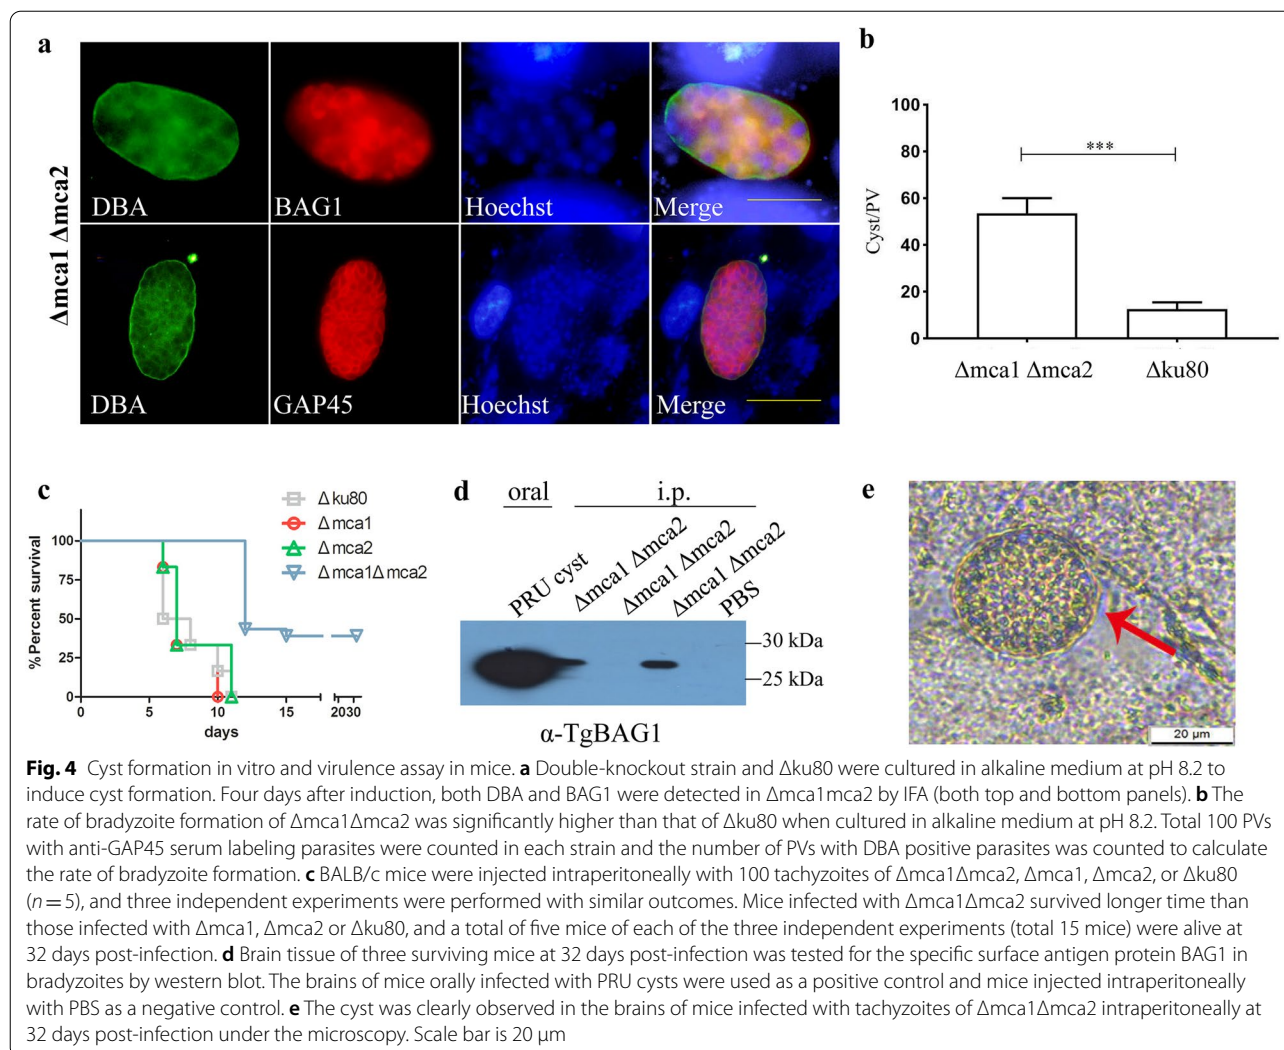 a
Δmca1 Δmca2
DBA
BAG1
Hoechst
Merge
DBA
GAP45
Hoechst
Merge
b
Cyst/PV
100
80
60
40
20
0
***
Δmca1 Δmca2
Δku80
c
% Percent survival
100
75
50
25
0
0
5
10
15
2030
days
Δku80
Δmca1
Δmca2
Δmca1Δmca2
d
oral
i.p.
PRU cyst
Δmca1 Δmca2
Δmca1 Δmca2
Δmca1 Δmca2
PBS
30 kDa
25 kDa
α-TgBAG1
e
20 µm
Fig. 4 Cyst formation in vitro and virulence assay in mice. a Double-knockout strain and Δku80 were cultured in alkaline medium at pH 8.2 to
induce cyst formation. Four days after induction, both DBA and BAG1 were detected in Δmca1mca2 by IFA (both top and bottom panels). b The
rate of bradyzoite formation of Δmca1Δmca2 was significantly higher than that of Δku80 when cultured in alkaline medium at pH 8.2. Total 100 PVs
with anti-GAP45 serum labeling parasites were counted in each strain and the number of PVs with DBA positive parasites was counted to calculate
the rate of bradyzoite formation. c BALB/c mice were injected intraperitoneally with 100 tachyzoites of Δmca1Δmca2, Δmca1, Δmca2, or Δku80
(n = 5), and three independent experiments were performed with similar outcomes. Mice infected with Δmca1Δmca2 survived longer time than
those infected with Δmca1, Δmca2 or Δku80, and a total of five mice of each of the three independent experiments (total 15 mice) were alive at
32 days post-infection. d Brain tissue of three surviving mice at 32 days post-infection was tested for the specific surface antigen protein BAG1 in
bradyzoites by western blot. The brains of mice orally infected with PRU cysts were used as a positive control and mice injected intraperitoneally
with PBS as a negative control. e The cyst was clearly observed in the brains of mice infected with tachyzoites of Δmca1Δmca2 intraperitoneally at
32 days post-infection under the microscopy. Scale bar is 20 µm